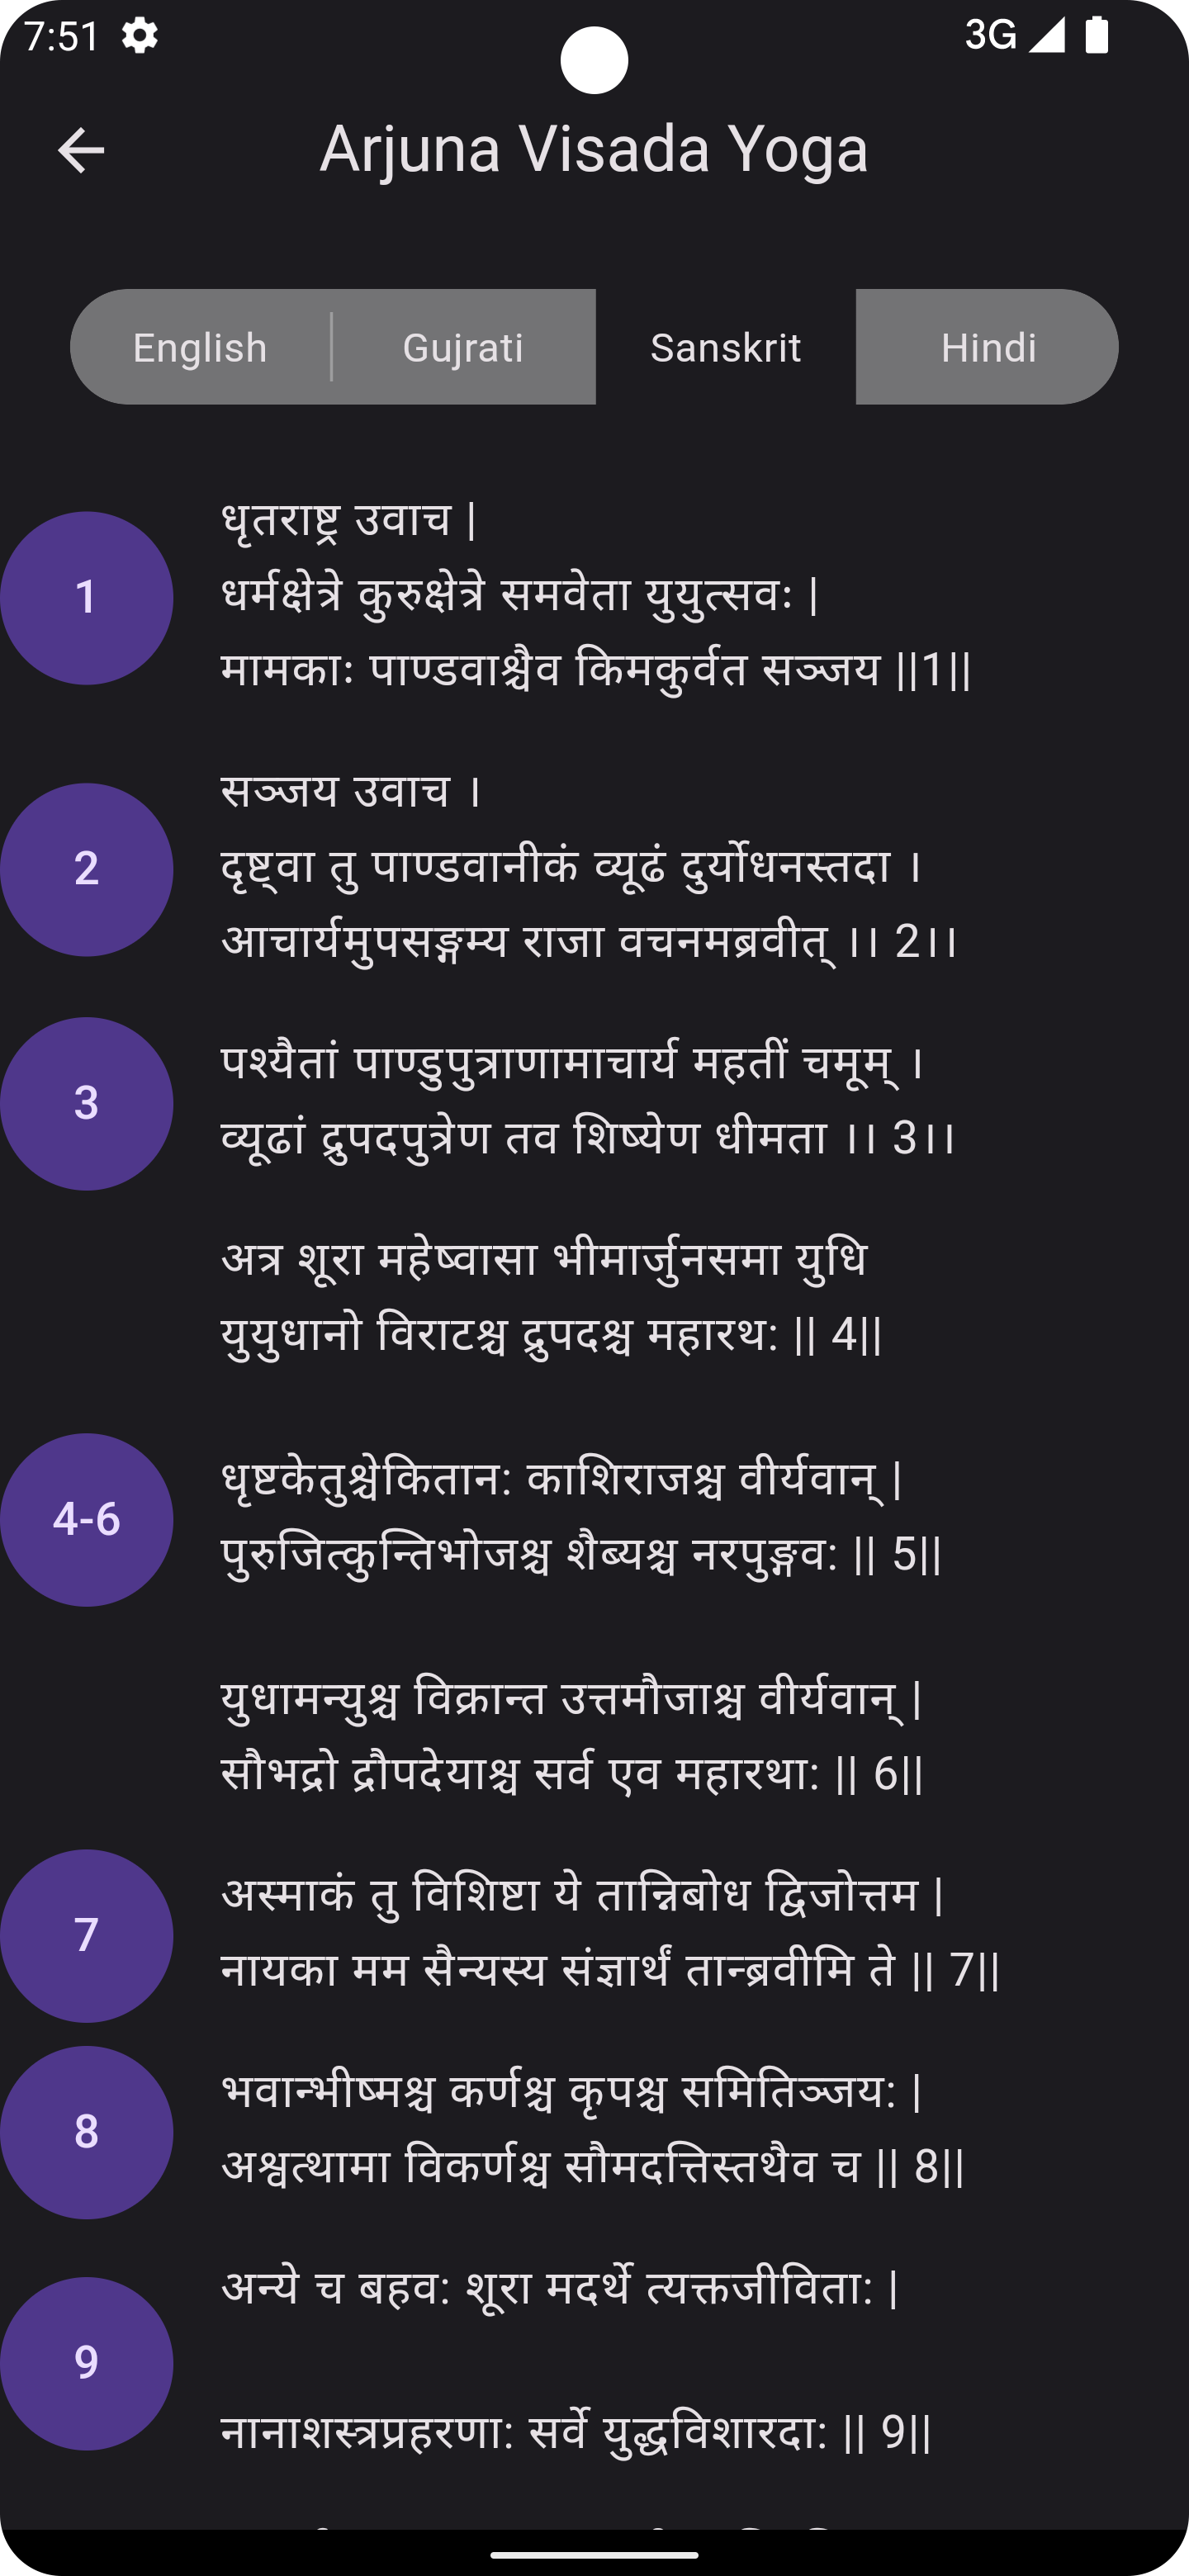 7:51
3G
Arjuna Visada Yoga
English Gujrati Sanskrit Hindi
धृतराष्ट्र उवाच |
1
धर्मक्षेत्रे कुरुक्षेत्रे समवेता युयुत्सवः |
मामकाः पाण्डवाश्चैव किमकुर्वत सञ्जय ||1||
सञ्जय उवाच ।
2
दृष्ट्वा तु पाण्डवानीकं व्यूढं दुर्योधनस्तदा ।
आचार्यमुपसङ्गम्य राजा वचनमब्रवीत् ।। 2।।
3
पश्यैतां पाण्डुपुत्राणामाचार्य महतीं चमूम् ।
व्यूढां द्रुपदपुत्रेण तव शिष्येण धीमता ।। 3।।
अत्र शूरा महेष्वासा भीमार्जुनसमा युधि
युयुधानो विराटश्च द्रुपदश्च महारथ: || 4||
4-6
धृष्टकेतुश्चेकितान: काशिराजश्च वीर्यवान् |
पुरुजित्कुन्तिभोजश्च शैब्यश्च नरपुङ्गव: || 5||
युधामन्युश्च विक्रान्त उत्तमौजाश्च वीर्यवान् |
सौभद्रो द्रौपदेयाश्च सर्व एव महारथा: || 6||
7
अस्माकं तु विशिष्टा ये तान्निबोध द्विजोत्तम |
नायका मम सैन्यस्य संज्ञार्थं तान्ब्रवीमि ते || 7||
8
भवान्भीष्मश्च कर्णश्च कृपश्च समितिञ्जय: |
अश्वत्थामा विकर्णश्च सौमदत्तिस्तथैव च || 8||
9
अन्ये च बहव: शूरा मदर्थे त्यक्तजीविता: |
नानाशस्त्रप्रहरणा: सर्वे युद्धविशारदा: || 9||